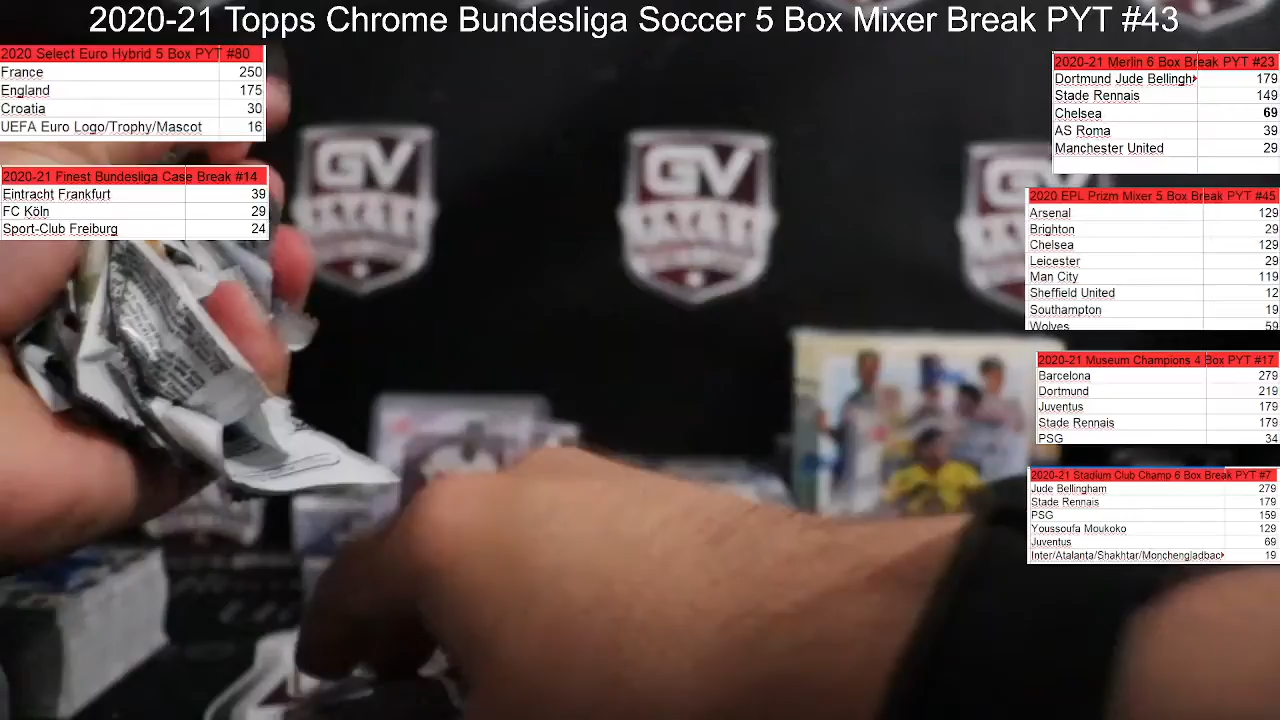 2020-21 Topps Chrome Bundesliga Soccer 5 Box Mixer Break PYT #43
2020 Select Euro Hybrid 5 Box PYT #80
France 250
England 175
Croatia 30
UEFA Euro Logo/Trophy/Mascot 16
2020-21 Finest Bundesliga Case Break #14
Eintracht Frankfurt 39
FC Köln 29
Sport-Club Freiburg 24
2020-21 Merlin 6 Box Break PYT #23
Dortmund Jude Bellingh
179
Stade Rennais 149
Chelsea 69
AS Roma 39
Manchester United 29
2020 EPL Prizm Mixer 5 Box Break PYT #45
Arsenal 129
Brighton 29
Chelsea 129
Leicester 29
Man City 119
Sheffield United 12
Southampton 19
Wolves 59
2020-21 Museum Champions 4 Box PYT #17
Barcelona 279
Dortmund 219
Juventus 179
Stade Rennais 179
PSG 34
2020-21 Stadium Club Champ 6 Box Break PYT #7
Jude Bellingham 279
Stade Rennais 179
PSG 159
Youssoufa Moukoko 129
Juventus 69
Inter/Atalanta/Shakhtar/Monchengladbac 19
GV
GV
GV